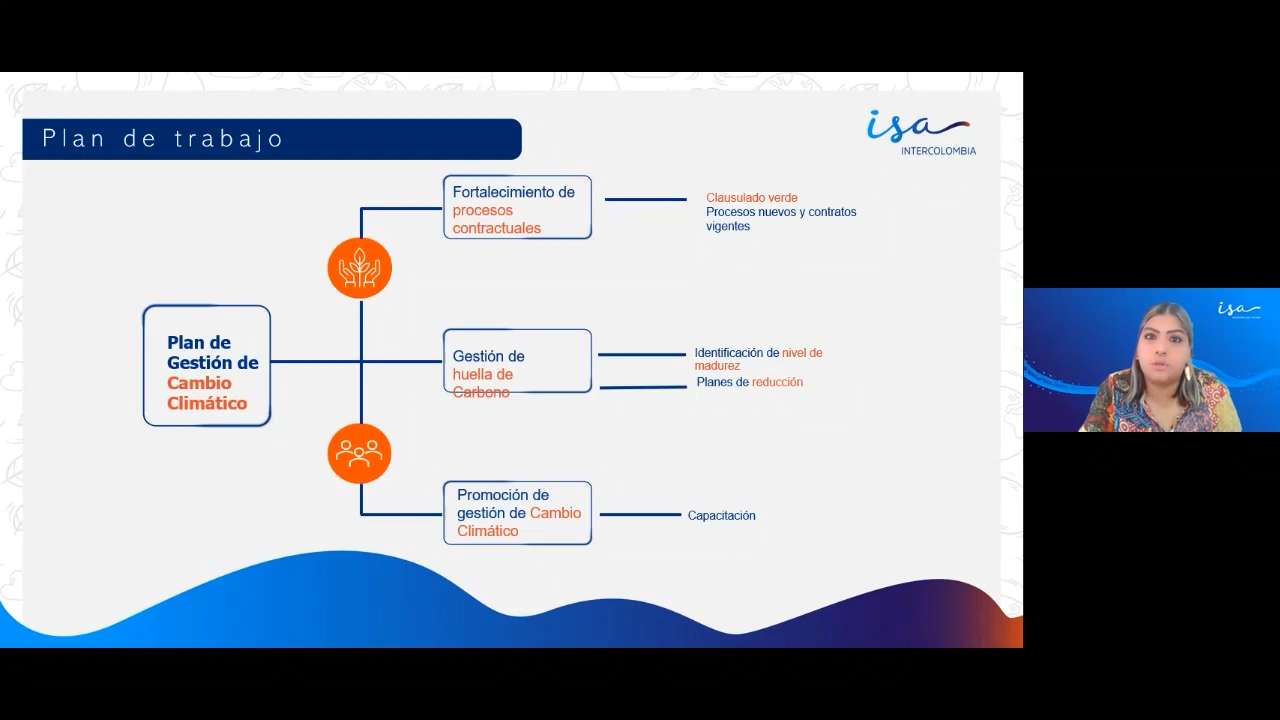 Plan de trabajo
isa
INTERCOLOMBIA
Fortalecimiento de
procesos
contractuales
Clausulado verde
Procesos nuevos y contratos
vigentes
Plan de
Gestión de
Cambio
Climático
Gestión de
huella de
Carbono
Identificación de nivel de
madurez
Planes de reducción
Promoción de
gestión de Cambio
Climático
Capacitación
isa